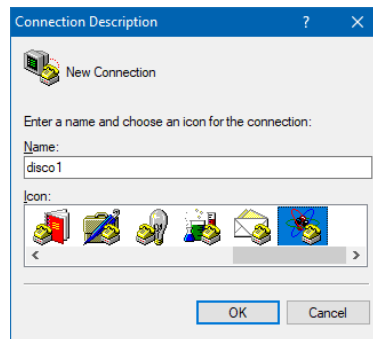 Connection Description
New Connection
Enter a name and choose an icon for the connection:
Name:
disco1
Icon:
OK Cancel